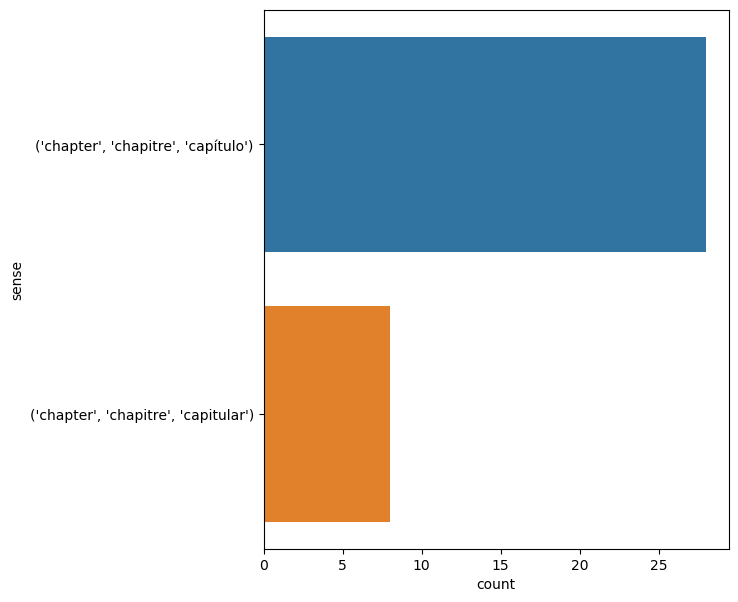 ('chapter', 'chapitre', 'capítulo')
sense
('chapter', 'chapitre', 'capitular')
0 5 10 15 20 25
count